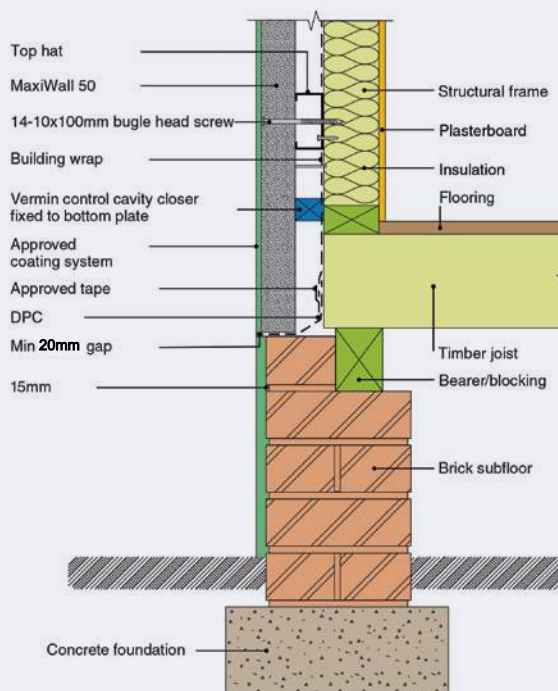 Top hat
MaxiWall 50
14-10x100mm bugle head screw
Building wrap
Vermin control cavity closer
fixed to bottom plate
Approved
coating system
Approved tape
DPC
Min 20mm gap
15mm
Structural frame
Plasterboard
Insulation
Flooring
Timber joist
Bearer/blocking
Brick subfloor
Concrete foundation